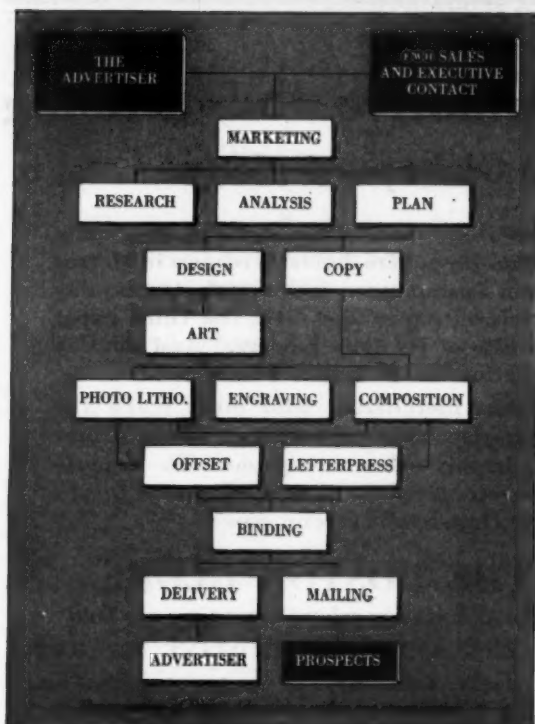 THE
ADVERTISER
SALES
AND EXECUTIVE
CONTACT
MARKETING
RESEARCH
ANALYSIS
PLAN
DESIGN
COPY
ART
PHOTO LITHO.
ENGRAVING
COMPOSITION
OFFSET
LETTERPRESS
BINDING
DELIVERY
MAILING
ADVERTISER
PROSPECTS